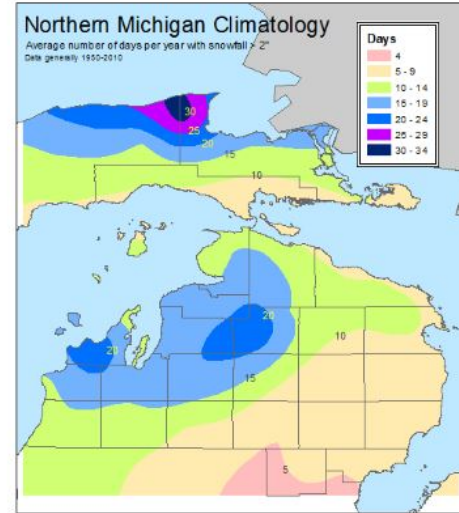 Northern Michigan Climatology
Average number of days per year with snowfall > 2"
Data generally 1950-2010
Days
4
5 - 9
10 - 14
15 - 19
20 - 24
25 - 29
30 - 34
30
25
20
15
10
20
20
10
15
5